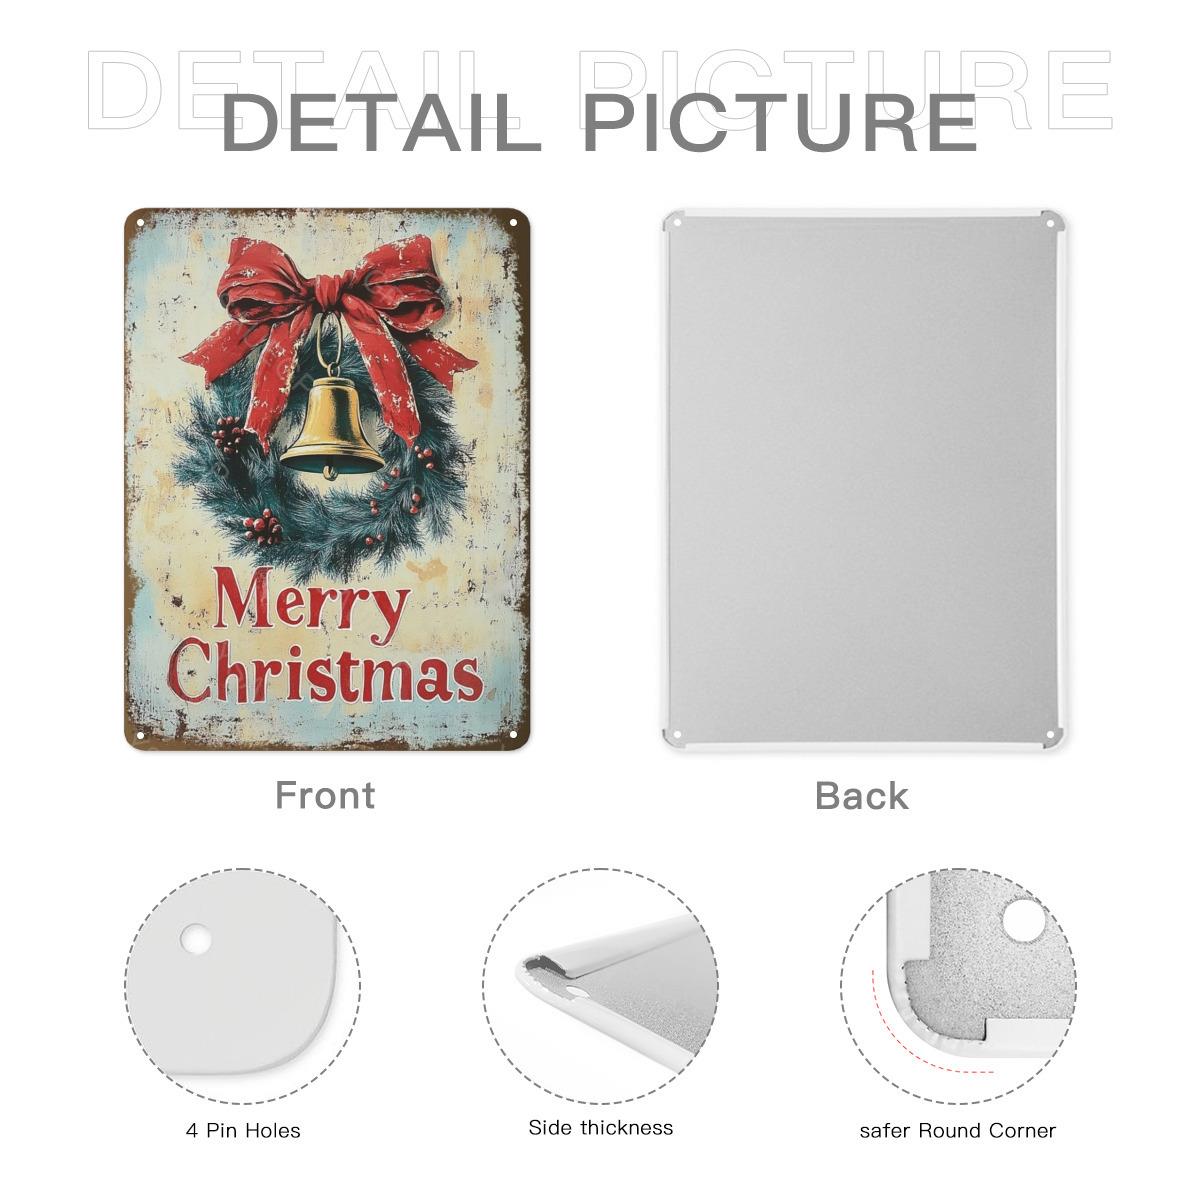 DETAIL PICTURE
DETAIL PICTURE
Merry
Christmas
Front
Back
4 Pin Holes
Side thickness
safer Round Corner